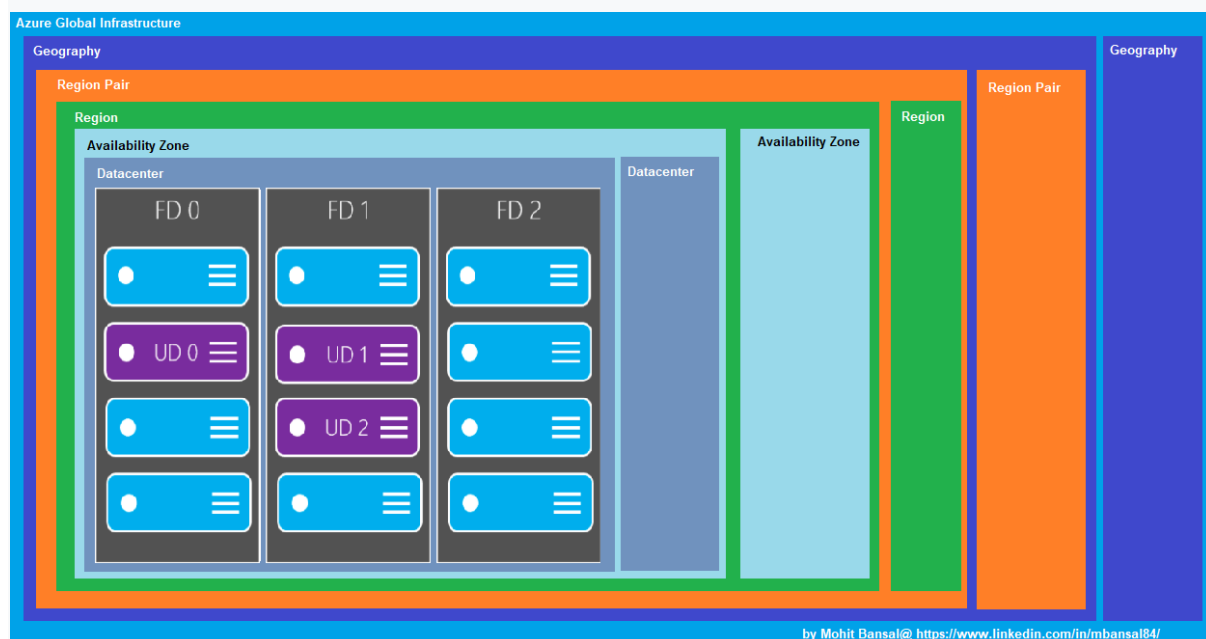 Azure Global Infrastructure
Geography
Geography
Region Pair
Region Pair
Region
Region
Availability Zone
Availability Zone
Datacenter
Datacenter
FD 0
FD 1
FD 2
UD 0
UD 1
UD 2
by Mohit Bansal@ https://www.linkedin.com/in/mbansal84/